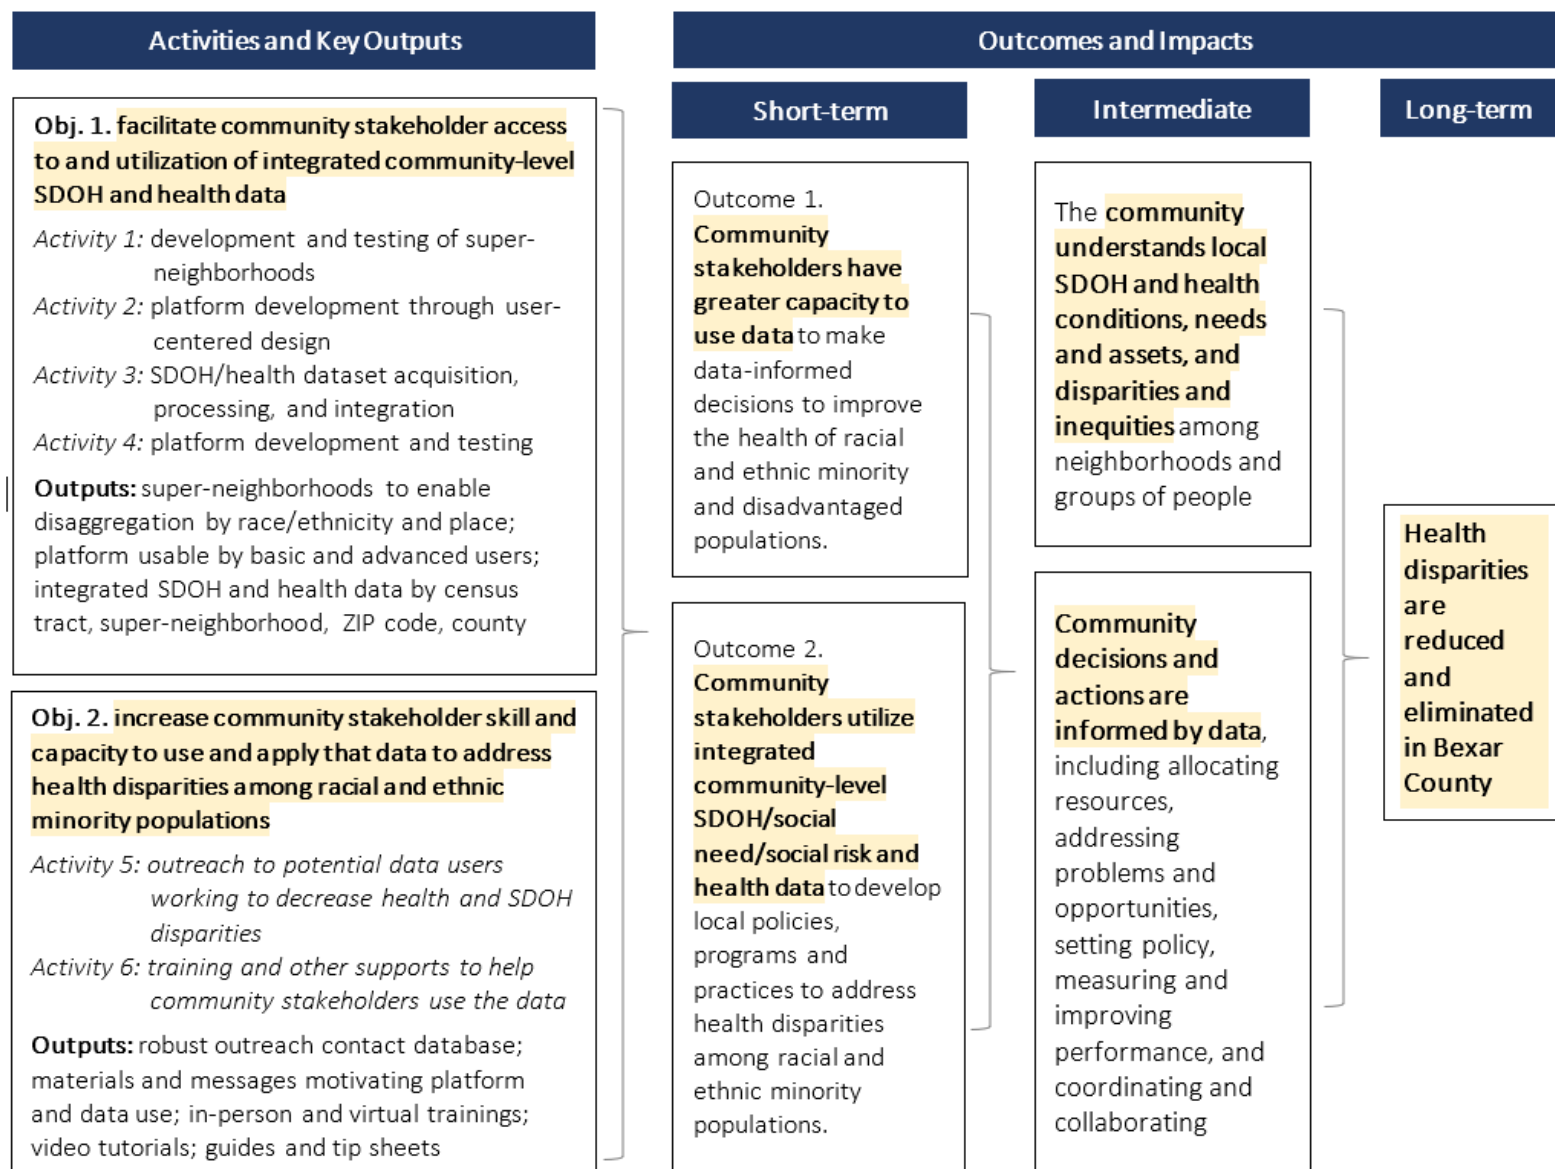 Activities and Key Outputs
Obj. 1. facilitate community stakeholder access
to and utilization of integrated community-level
SDOH and health data
Activity 1: development and testing of super-
neighborhoods
Activity 2: platform development through user-
centered design
Activity 3: SDOH/health dataset acquisition,
processing, and integration
Activity 4: platform development and testing
Outputs: super-neighborhoods to enable
disaggregation by race/ethnicity and place;
platform usable by basic and advanced users;
integrated SDOH and health data by census
tract, super-neighborhood, ZIP code, county
Obj. 2. increase community stakeholder skill and
capacity to use and apply that data to address
health disparities among racial and ethnic
minority populations
Activity 5: outreach to potential data users
working to decrease health and SDOH
disparities
Activity 6: training and other supports to help
community stakeholders use the data
Outputs: robust outreach contact database;
materials and messages motivating platform
and data use; in-person and virtual trainings;
video tutorials; guides and tip sheets
Outcomes and Impacts
Short-term
Outcome 1.
Community
stakeholders have
greater capacity to
use data to make
data-informed
decisions to improve
the health of racial
and ethnic minority
and disadvantaged
populations.
Outcome 2.
Community
stakeholders utilize
integrated
community-level
SDOH/social
need/social risk and
health data to develop
local policies,
programs and
practices to address
health disparities
among racial and
ethnic minority
populations.
Intermediate
The community
understands local
SDOH and health
conditions, needs
and assets, and
disparities and
inequities among
neighborhoods and
groups of people
Community
decisions and
actions are
informed by data,
including allocating
resources,
addressing
problems and
opportunities,
setting policy,
measuring and
improving
performance, and
coordinating and
collaborating
Long-term
Health
disparities
are
reduced
and
eliminated
in Bexar
County